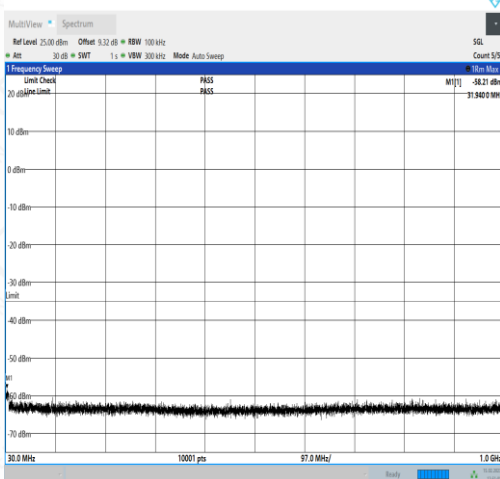 MultiView Spectrum
Ref Level 25.00 dBm Offset 9.32 dB RBW 100 kHz SGL
Att 30 dB SWT 1 s VBW 300 kHz Mode Auto Sweep Count 5/5
1 Frequency Sweep 1Rm Max
Limit Check PASS M1[1] -58.21 dBm
Line Limit PASS 31.940 0 MH
20 dBm
10 dBm
0 dBm
-10 dBm
-20 dBm
-30 dBm
Limit
-40 dBm
-50 dBm
M1
-60 dBm
-70 dBm
30.0 MHz 10001 pts 97.0 MHz/ 1.0 GHz
Ready